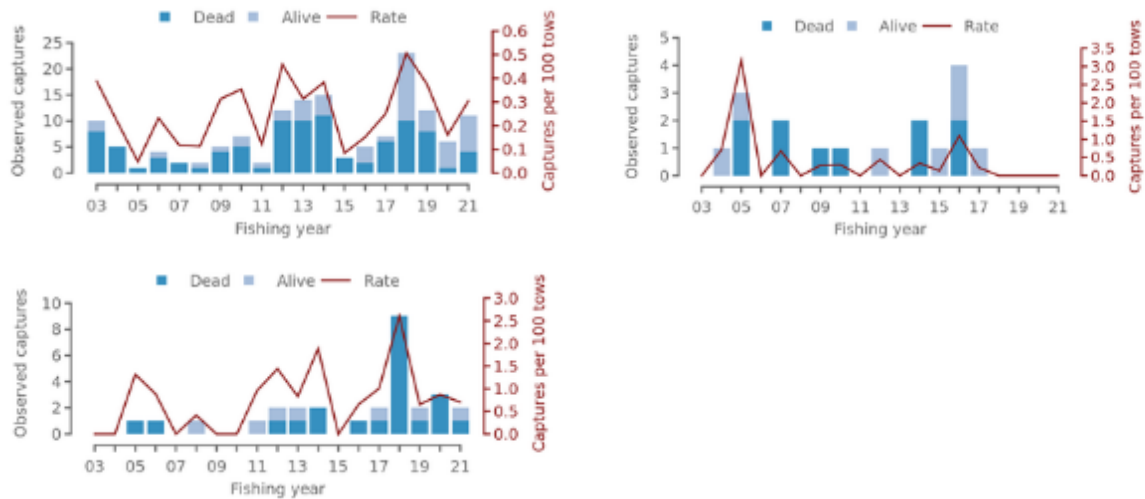 Dead Alive Rate
Observed captures
25
20
15
10
5
0
0.6
0.5
0.4
0.3
0.2
0.1
0.0
Captures per 100 tows
03 05 07 09 11 13 15 17 19 21
Fishing year
Dead Alive Rate
Observed captures
5
4
3
2
1
0
3.5
3.0
2.5
2.0
1.5
1.0
0.5
0.0
Captures per 100 tows
03 05 07 09 11 13 15 17 19 21
Fishing year
Dead Alive Rate
Observed captures
10
8
6
4
2
0
3.0
2.5
2.0
1.5
1.0
0.5
0.0
Captures per 100 tows
03 05 07 09 11 13 15 17 19 21
Fishing year